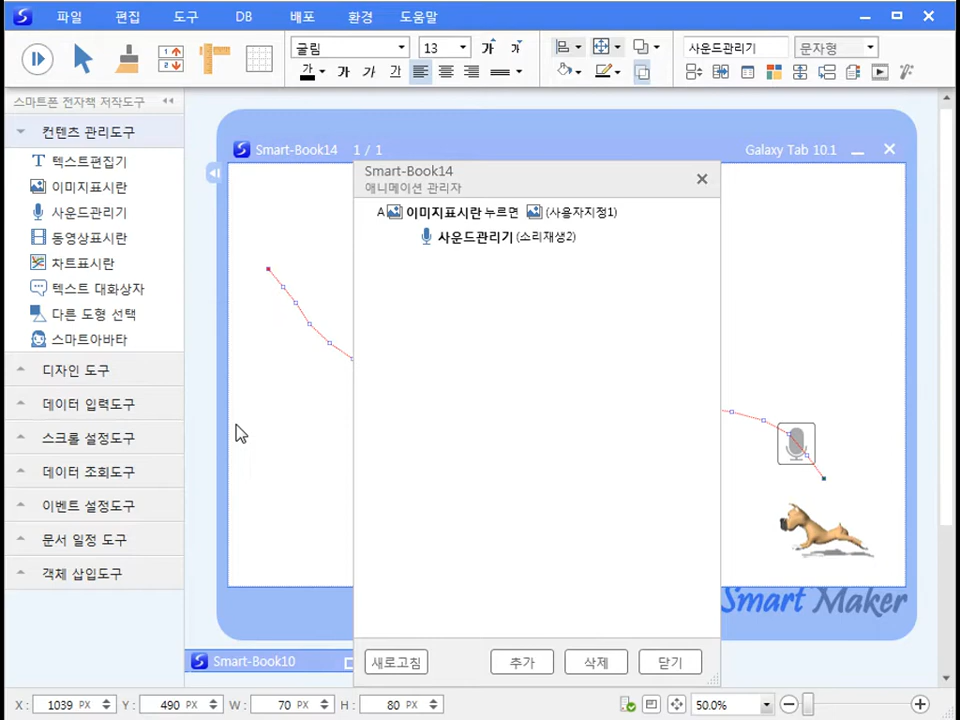 파일 편집 도구 DB 배포 환경 도움말
굴림 13 가 가 사운드관리기 문자형
가 가 가 가
스마트폰 전자책 저작도구
컨텐츠 관리도구
텍스트편집기
이미지표시란
사운드관리기
동영상표시란
차트표시란
텍스트 대화상자
다른 도형 선택
스마트아바타
디자인 도구
데이터 입력도구
스크롤 설정도구
데이터 조회도구
이벤트 설정도구
문서 일정 도구
객체 삽입도구
Smart-Book14 1 / 1 Galaxy Tab 10.1
Smart-Book14
애니메이션 관리자
A 이미지표시란 누르면 (사용자지정1)
사운드관리기 (소리재생2)
새로고침 추가 삭제 닫기
Smart Maker
Smart-Book10
X : 1039 PX Y : 490 PX W : 70 PX H : 80 PX 50.0%